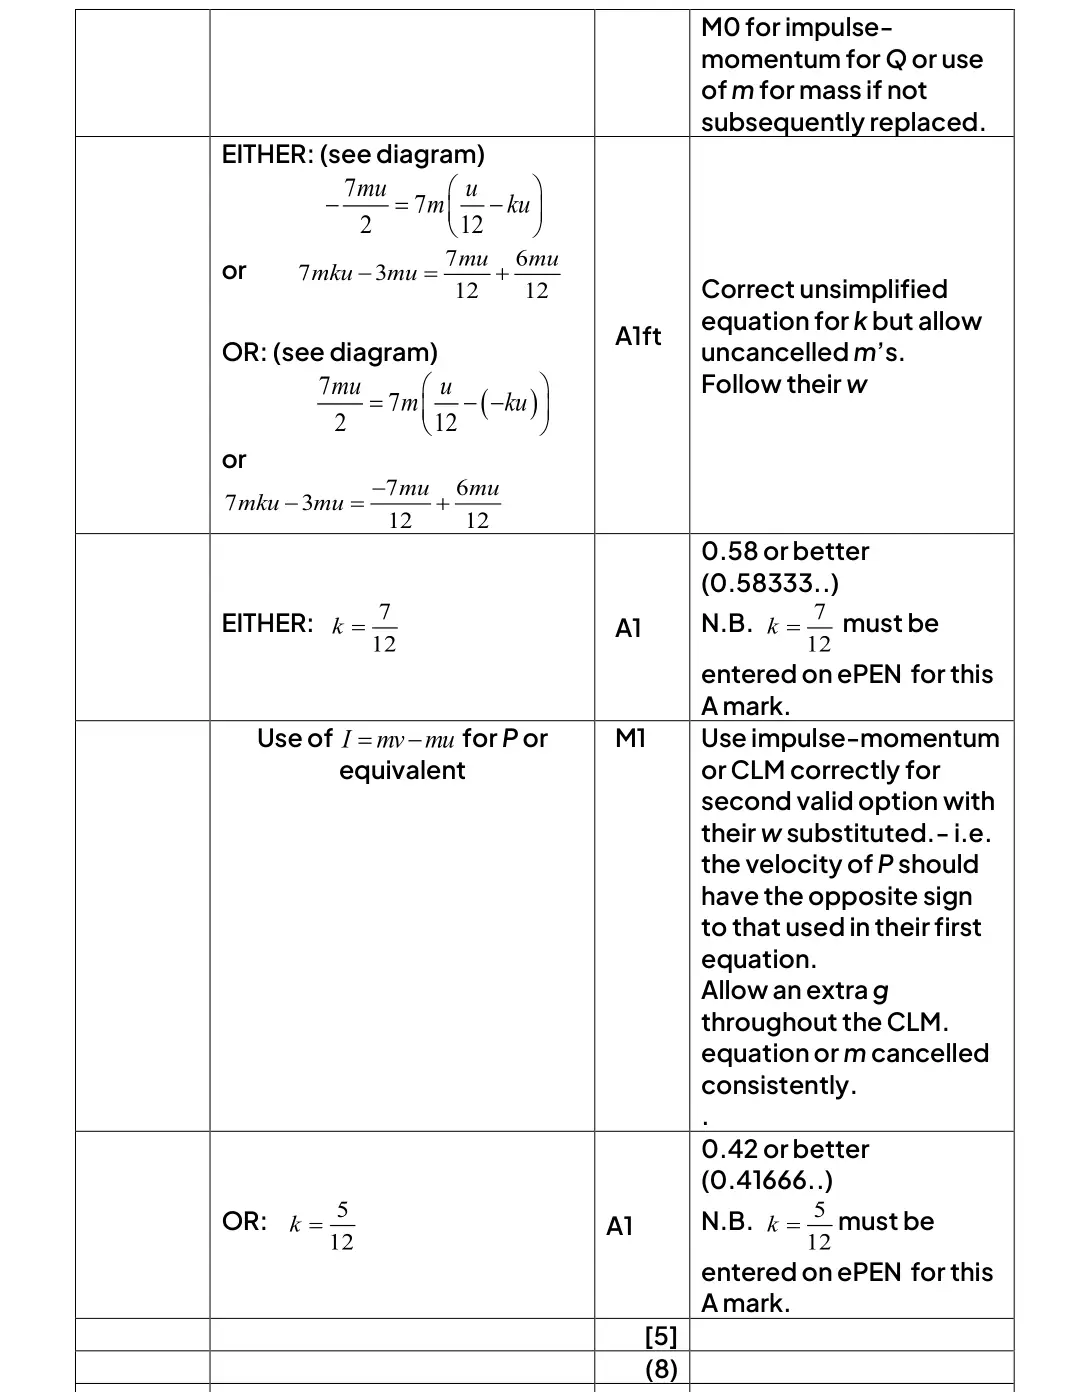 M0 for impulse-
momentum for Q or use
of m for mass if not
subsequently replaced.
EITHER: (see diagram)
−7mu/2 = 7m(u/12 − ku)
or 7mku − 3mu = 7mu/12 + 6mu/12
OR: (see diagram)
7mu/2 = 7m(u/12 − (−ku))
or
7mku − 3mu = −7mu/12 + 6mu/12
A1ft
Correct unsimplified
equation for k but allow
uncancelled m's.
Follow their w
EITHER: k = 7/12
A1
0.58 or better
(0.58333..)
N.B. k = 7/12 must be
entered on ePEN for this
A mark.
Use of I = mv − mu for P or
equivalent
M1
Use impulse-momentum
or CLM correctly for
second valid option with
their w substituted.- i.e.
the velocity of P should
have the opposite sign
to that used in their first
equation.
Allow an extra g
throughout the CLM.
equation or m cancelled
consistently.
.
OR: k = 5/12
A1
0.42 or better
(0.41666..)
N.B. k = 5/12 must be
entered on ePEN for this
A mark.
[5]
(8)